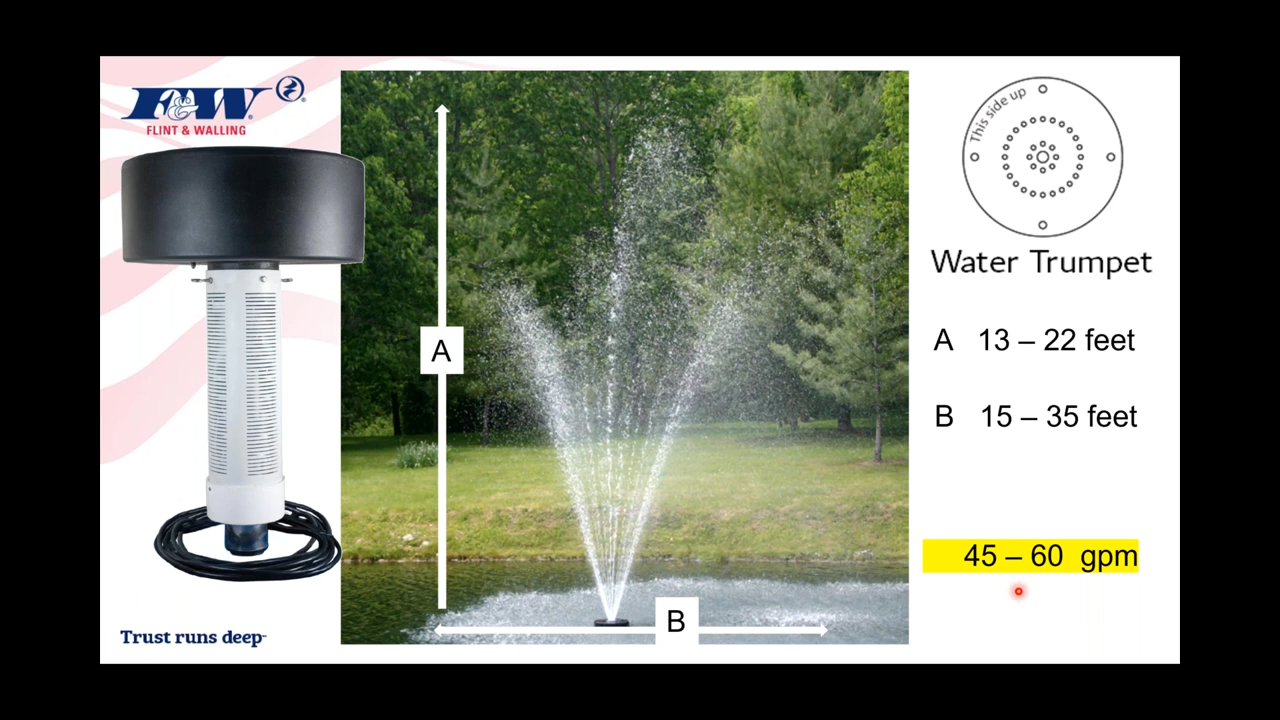 F&W
FLINT & WALLING
Trust runs deep
A
B
This side up
Water Trumpet
A 13 – 22 feet
B 15 – 35 feet
45 – 60 gpm